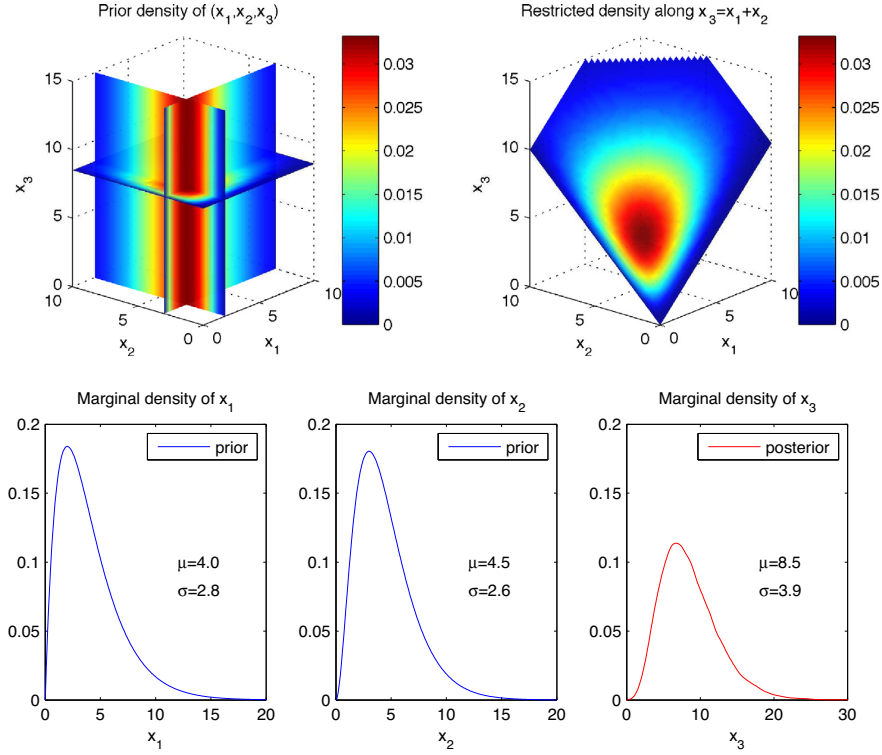 Prior density of (x₁,x₂,x₃)
Restricted density along x₃=x₁+x₂
15
10
5
0
x₃
10
5
0
x₂
0
5
10
x₁
0.03
0.025
0.02
0.015
0.01
0.005
0
15
10
5
0
x₃
10
5
0
x₂
0
5
10
x₁
0.03
0.025
0.02
0.015
0.01
0.005
0
Marginal density of x₁
0.2
0.15
0.1
0.05
0
prior
μ=4.0
σ=2.8
0 5 10 15 20
x₁
Marginal density of x₂
0.2
0.15
0.1
0.05
0
prior
μ=4.5
σ=2.6
0 5 10 15 20
x₂
Marginal density of x₃
0.2
0.15
0.1
0.05
0
posterior
μ=8.5
σ=3.9
0 10 20 30
x₃